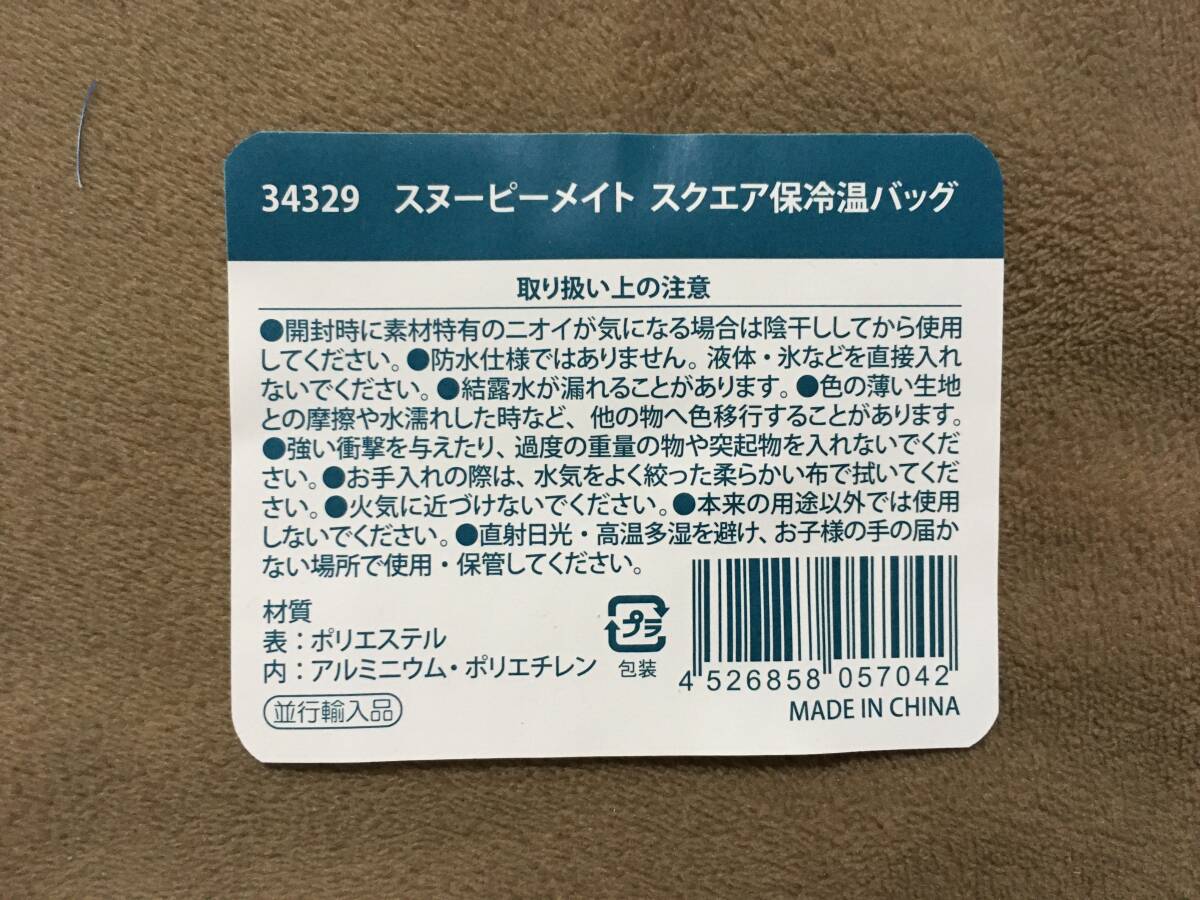 34329 スヌーピーメイト スクエア保冷温バッグ
取り扱い上の注意
●開封時に素材特有のニオイが気になる場合は陰干ししてから使用
してください。●防水仕様ではありません。液体・氷などを直接入れ
ないでください。●結露水が漏れることがあります。●色の薄い生地
との摩擦や水濡れした時など、他の物へ色移行することがあります。
●強い衝撃を与えたり、過度の重量の物や突起物を入れないでくだ
さい。●お手入れの際は、水気をよく絞った柔らかい布で拭いてくだ
さい。●火気に近づけないでください。●本来の用途以外では使用
しないでください。●直射日光・高温多湿を避け、お子様の手の届か
ない場所で使用・保管してください。
材質
表：ポリエステル
内：アルミニウム・ポリエチレン
並行輸入品
プラ
包装
4 526858 057042
MADE IN CHINA